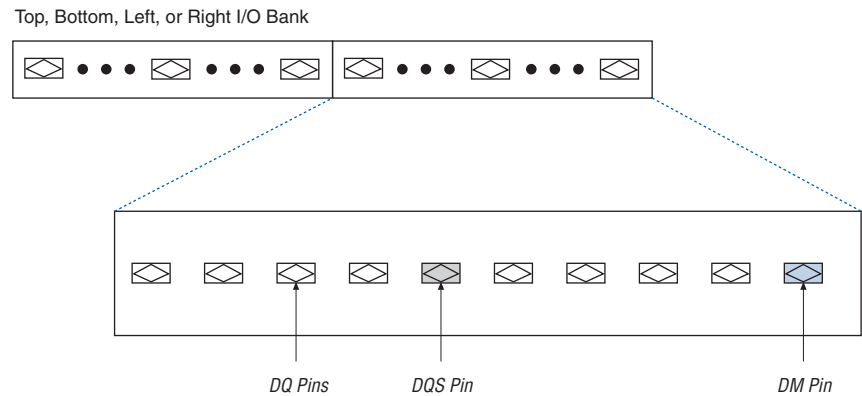 Top, Bottom, Left, or Right I/O Bank
DQ Pins DQS Pin DM Pin